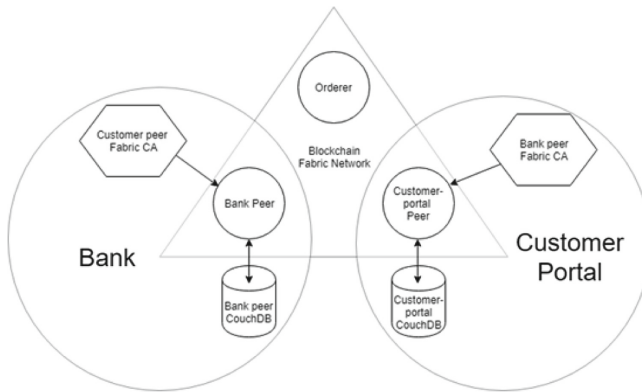 Orderer
Blockchain
Fabric Network
Customer peer
Fabric CA
Bank peer
Fabric CA
Bank Peer
Customer-
portal
Peer
Bank
Customer
Portal
Bank peer
CouchDB
Customer-
portal
CouchDB